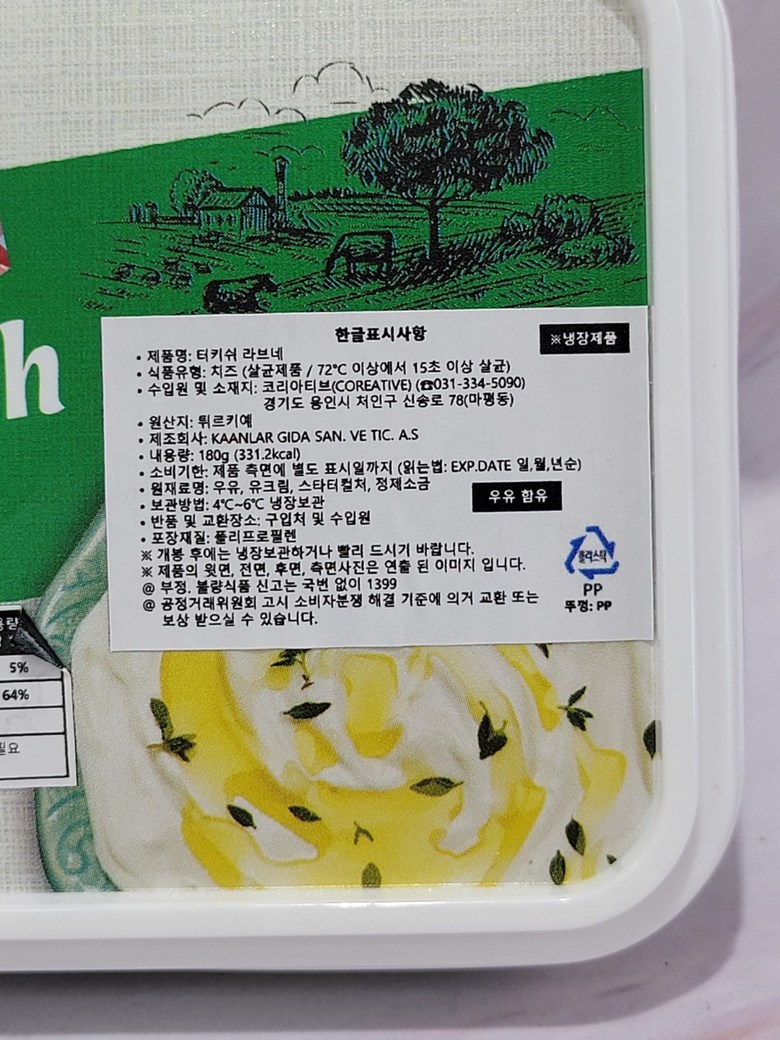 h
한글표시사항
※냉장제품
• 제품명: 터키쉬 라브네
• 식품유형: 치즈 (살균제품 / 72℃ 이상에서 15초 이상 살균)
• 수입원 및 소재지: 코리아티브(COREATIVE) (☎031-334-5090)
경기도 용인시 처인구 신송로 78(마평동)
• 원산지: 튀르키예
• 제조회사: KAANLAR GIDA SAN. VE TIC. A.S
• 내용량: 180g (331.2kcal)
• 소비기한: 제품 측면에 별도 표시일까지 (읽는법: EXP.DATE 일,월,년순)
• 원재료명: 우유, 유크림, 스타터컬처, 정제소금
우유 함유
• 보관방법: 4℃~6℃ 냉장보관
• 반품 및 교환장소: 구입처 및 수입원
• 포장재질: 폴리프로필렌
※ 개봉 후에는 냉장보관하거나 빨리 드시기 바랍니다.
※ 제품의 윗면, 전면, 후면, 측면사진은 연출 된 이미지 입니다.
@ 부정. 불량식품 신고는 국번 없이 1399
@ 공정거래위원회 고시 소비자분쟁 해결 기준에 의거 교환 또는
보상 받으실 수 있습니다.
플라스틱
PP
뚜껑: PP
5%
64%
필요